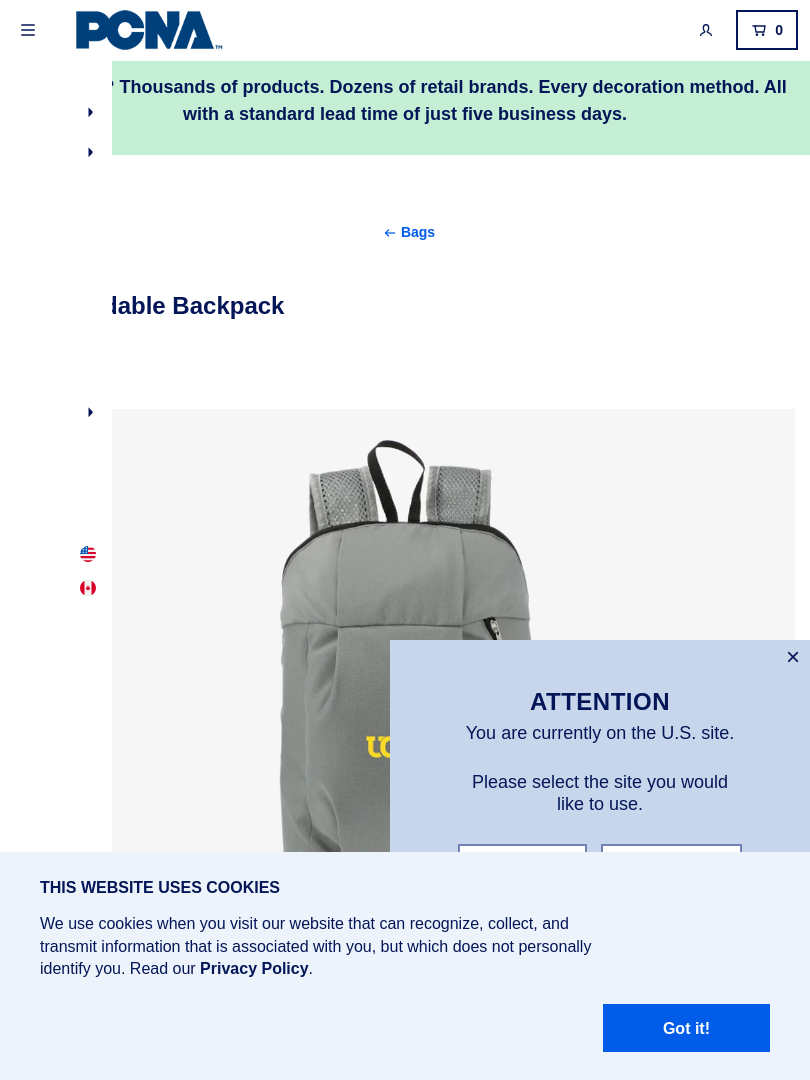 PCNA™
0
? Thousands of products. Dozens of retail brands. Every decoration method. All
with a standard lead time of just five business days.
Bags
dable Backpack
ATTENTION
You are currently on the U.S. site.
Please select the site you would
like to use.
THIS WEBSITE USES COOKIES
We use cookies when you visit our website that can recognize, collect, and
transmit information that is associated with you, but which does not personally
identify you. Read our Privacy Policy.
Got it!